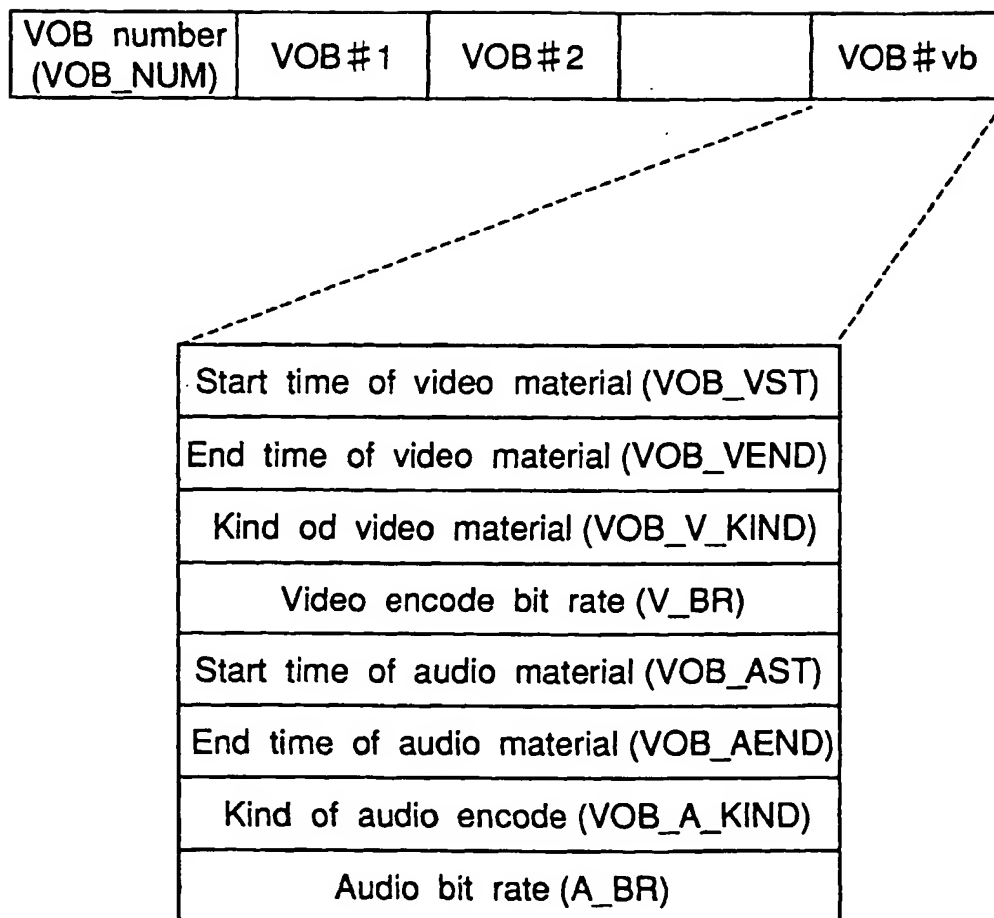 VOB number
(VOB_NUM)
VOB#1
VOB#2
VOB#vb
Start time of video material (VOB_VST)
End time of video material (VOB_VEND)
Kind od video material (VOB_V_KIND)
Video encode bit rate (V_BR)
Start time of audio material (VOB_AST)
End time of audio material (VOB_AEND)
Kind of audio encode (VOB_A_KIND)
Audio bit rate (A_BR)